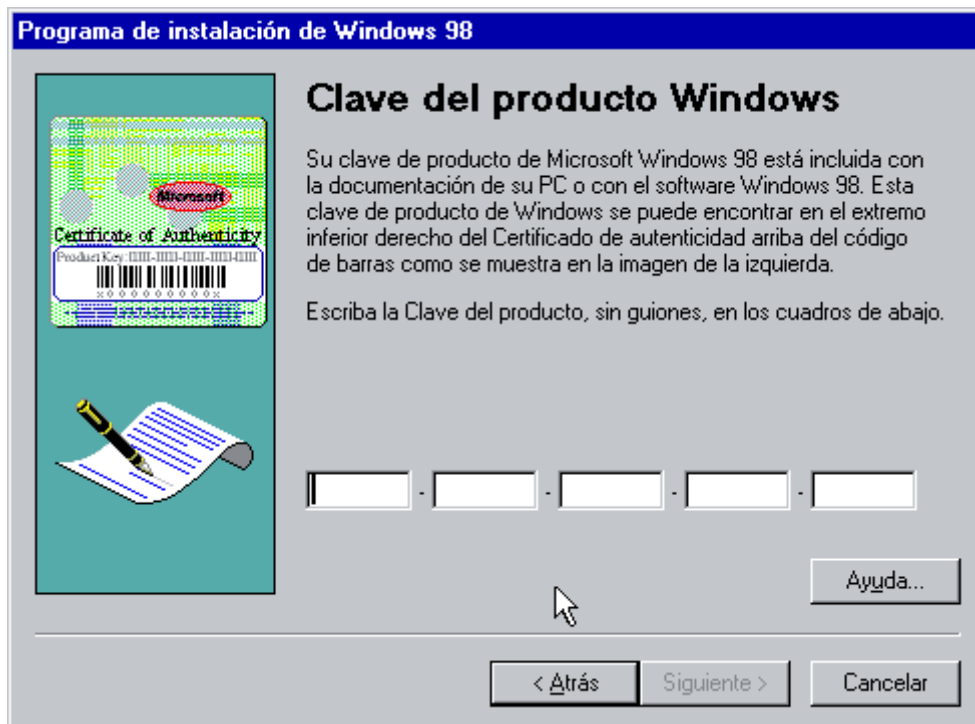 Programa de instalación de Windows 98
Clave del producto Windows
Su clave de producto de Microsoft Windows 98 está incluida con
la documentación de su PC o con el software Windows 98. Esta
clave de producto de Windows se puede encontrar en el extremo
inferior derecho del Certificado de autenticidad arriba del código
de barras como se muestra en la imagen de la izquierda.
Escriba la Clave del producto, sin guiones, en los cuadros de abajo.
Microsoft
Certificate of Authenticity
Product Key:
- - - -
Ayuda...
< Atrás
Siguiente >
Cancelar